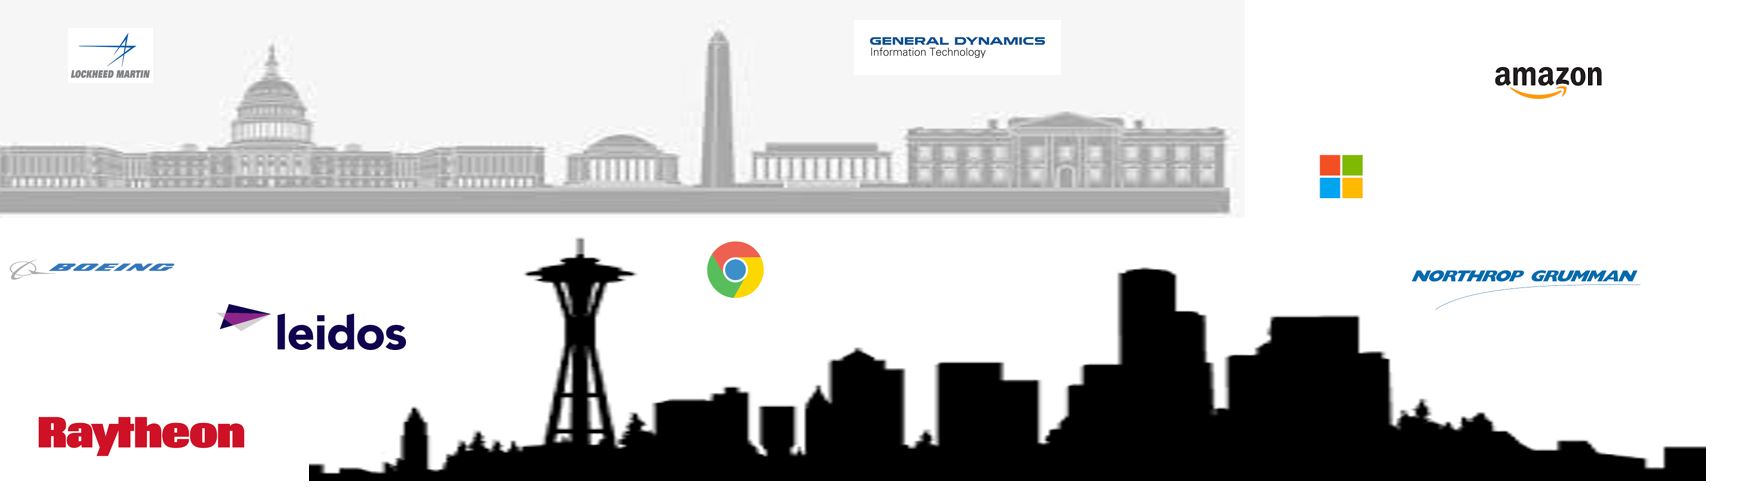 LOCKHEED MARTIN
GENERAL DYNAMICS
Information Technology
amazon
BOEING
leidos
NORTHROP GRUMMAN
Raytheon